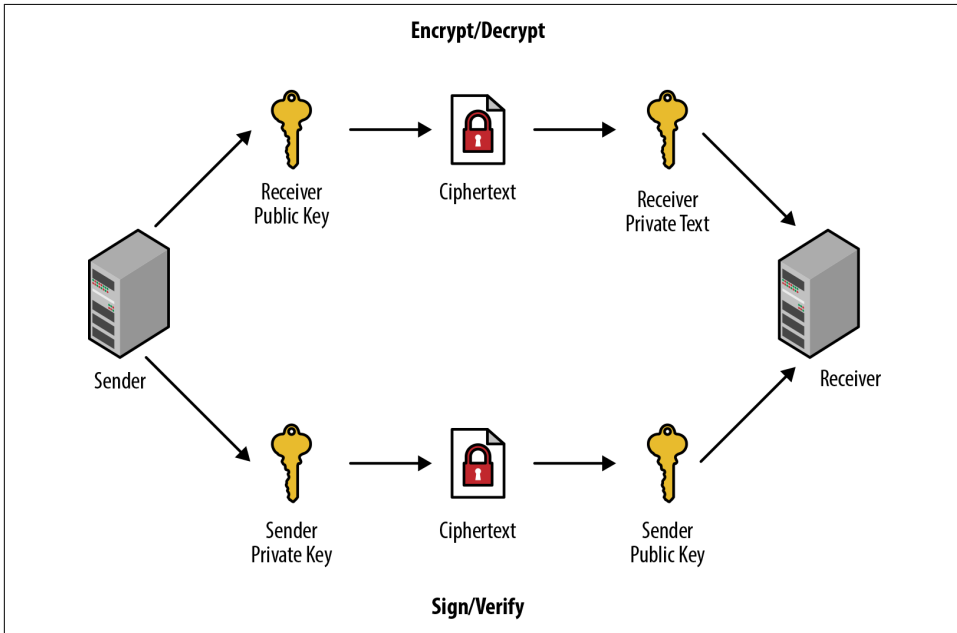 Encrypt/Decrypt
Receiver
Public Key
Ciphertext
Receiver
Private Text
Sender
Receiver
Sender
Private Key
Ciphertext
Sender
Public Key
Sign/Verify